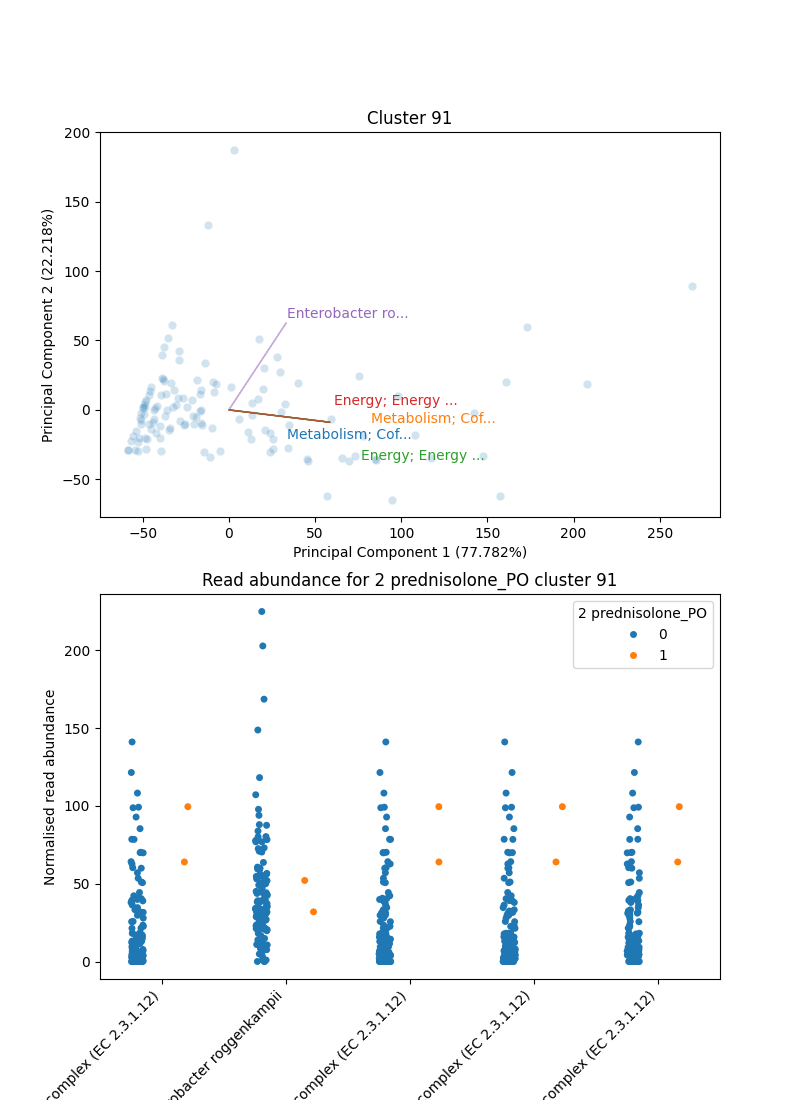 Cluster 91
200
150
100
50
0
−50
Principal Component 2 (22.218%)
Enterobacter ro...
Energy; Energy ...
Metabolism; Cof...
Metabolism; Cof...
Energy; Energy ...
−50 0 50 100 150 200 250
Principal Component 1 (77.782%)
Read abundance for 2 prednisolone_PO cluster 91
2 prednisolone_PO
0
1
200
150
100
50
0
Normalised read abundance
complex (EC 2.3.1.12)
obacter roggenkampii
complex (EC 2.3.1.12)
complex (EC 2.3.1.12)
complex (EC 2.3.1.12)